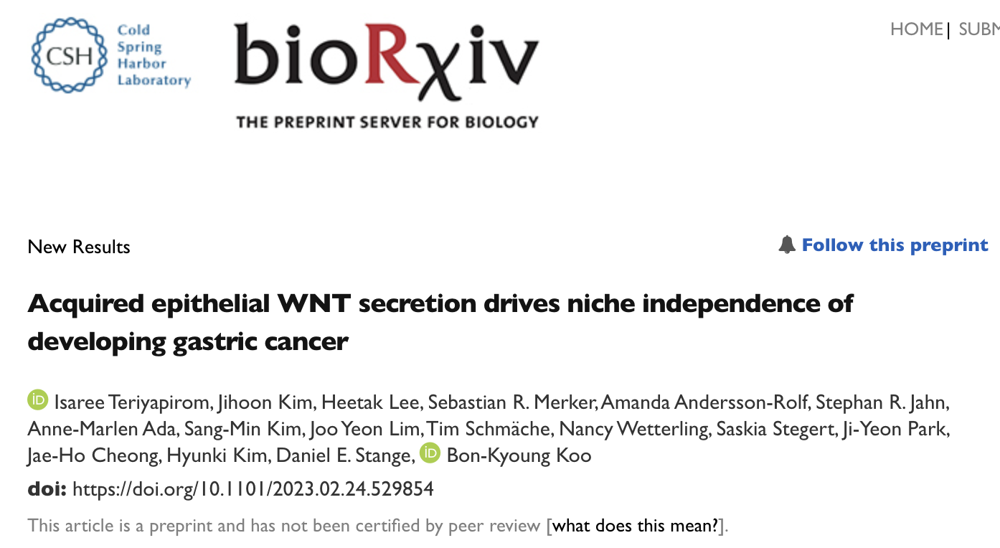 CSH
Cold
Spring
Harbor
Laboratory
bioRxiv
THE PREPRINT SERVER FOR BIOLOGY
HOME| SUBM
New Results
Follow this preprint
Acquired epithelial WNT secretion drives niche independence of
developing gastric cancer
iD Isaree Teriyapirom, Jihoon Kim, Heetak Lee, Sebastian R. Merker, Amanda Andersson-Rolf, Stephan R. Jahn,
Anne-Marlen Ada, Sang-Min Kim, Joo Yeon Lim, Tim Schmäche, Nancy Wetterling, Saskia Stegert, Ji-Yeon Park,
Jae-Ho Cheong, Hyunki Kim, Daniel E. Stange, iD Bon-Kyoung Koo
doi: https://doi.org/10.1101/2023.02.24.529854
This article is a preprint and has not been certified by peer review [what does this mean?].